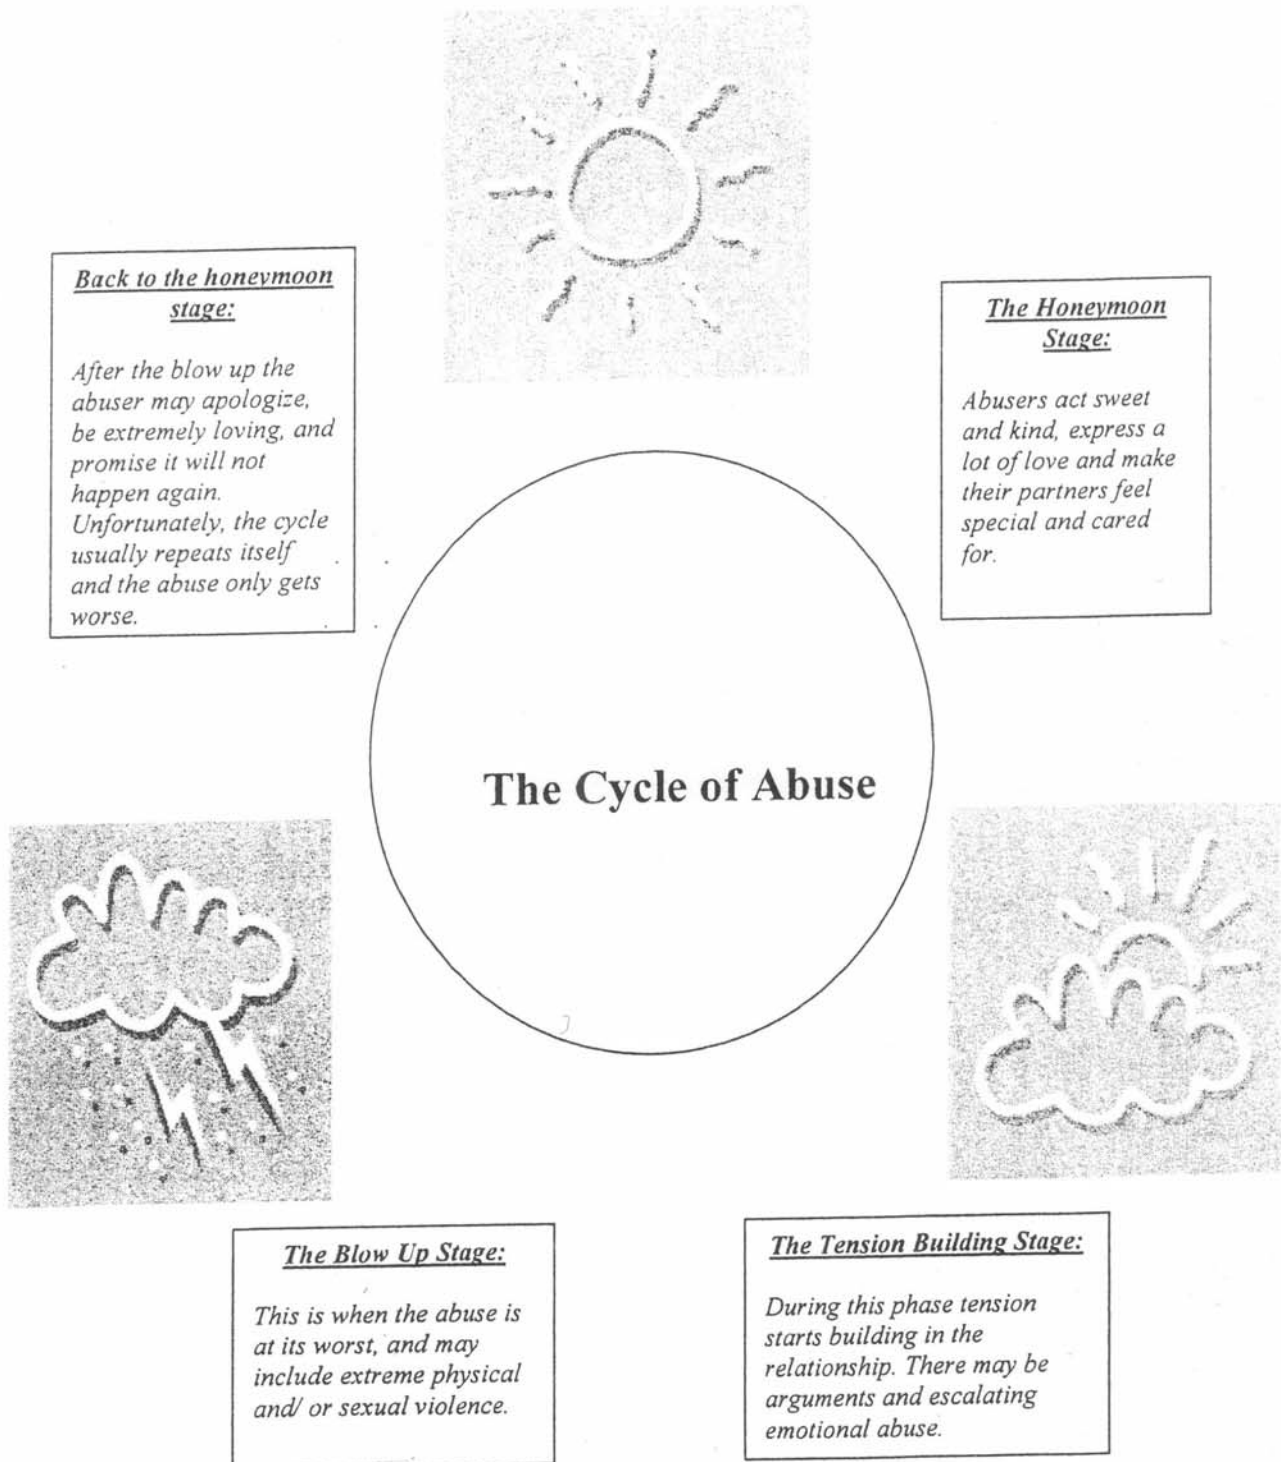 Back to the honeymoon
stage:
After the blow up the
abuser may apologize,
be extremely loving, and
promise it will not
happen again.
Unfortunately, the cycle
usually repeats itself
and the abuse only gets
worse.
The Honeymoon
Stage:
Abusers act sweet
and kind, express a
lot of love and make
their partners feel
special and cared
for.
The Cycle of Abuse
The Blow Up Stage:
This is when the abuse is
at its worst, and may
include extreme physical
and/ or sexual violence.
The Tension Building Stage:
During this phase tension
starts building in the
relationship. There may be
arguments and escalating
emotional abuse.